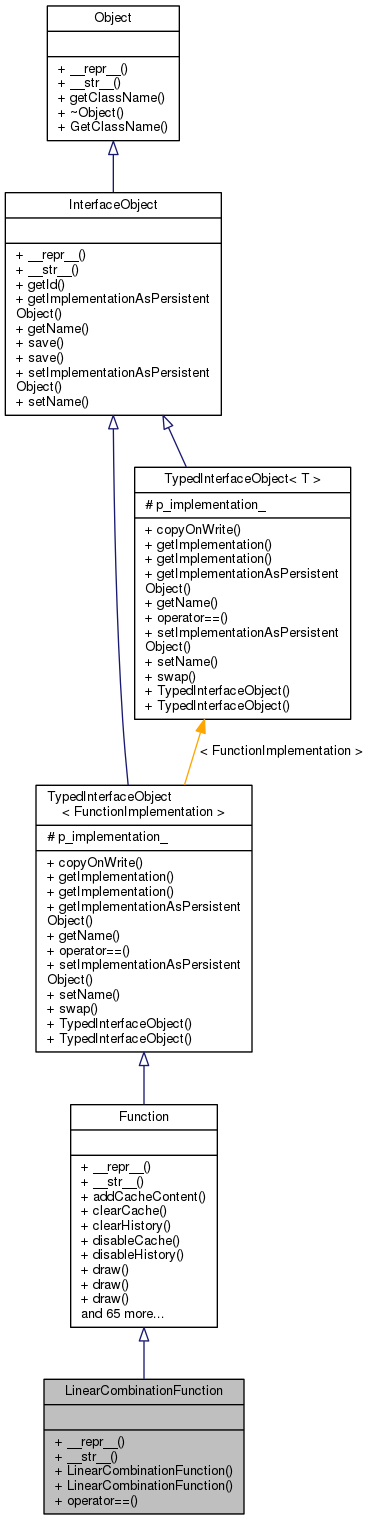 Object
+ __repr__()
+ __str__()
+ getClassName()
+ ~Object()
+ GetClassName()
InterfaceObject
+ __repr__()
+ __str__()
+ getId()
+ getImplementationAsPersistent
Object()
+ getName()
+ save()
+ save()
+ setImplementationAsPersistent
Object()
+ setName()
TypedInterfaceObject< T >
# p_implementation_
+ copyOnWrite()
+ getImplementation()
+ getImplementation()
+ getImplementationAsPersistent
Object()
+ getName()
+ operator==()
+ setImplementationAsPersistent
Object()
+ setName()
+ swap()
+ TypedInterfaceObject()
+ TypedInterfaceObject()
< FunctionImplementation >
TypedInterfaceObject
< FunctionImplementation >
# p_implementation_
+ copyOnWrite()
+ getImplementation()
+ getImplementation()
+ getImplementationAsPersistent
Object()
+ getName()
+ operator==()
+ setImplementationAsPersistent
Object()
+ setName()
+ swap()
+ TypedInterfaceObject()
+ TypedInterfaceObject()
Function
+ __repr__()
+ __str__()
+ addCacheContent()
+ clearCache()
+ clearHistory()
+ disableCache()
+ disableHistory()
+ draw()
+ draw()
+ draw()
and 65 more...
LinearCombinationFunction
+ __repr__()
+ __str__()
+ LinearCombinationFunction()
+ LinearCombinationFunction()
+ operator==()